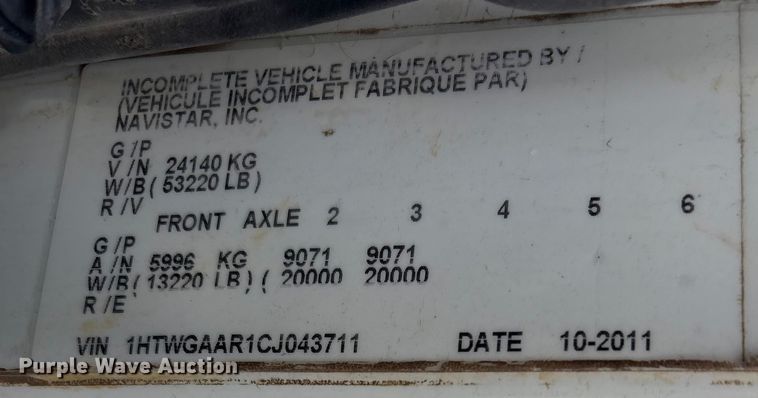 INCOMPLETE VEHICLE MANUFACTURED BY /
(VEHICULE INCOMPLET FABRIQUE PAR)
NAVISTAR, INC.
G / P
V / N 24140 KG
W/B ( 53220 LB )
R / V
FRONT AXLE 2 3 4 5 6
G / P
A / N 5996 KG 9071 9071
W/B ( 13220 LB ) ( 20000 20000
R / E
VIN 1HTWGAAR1CJ043711 DATE 10-2011
Purple Wave Auction